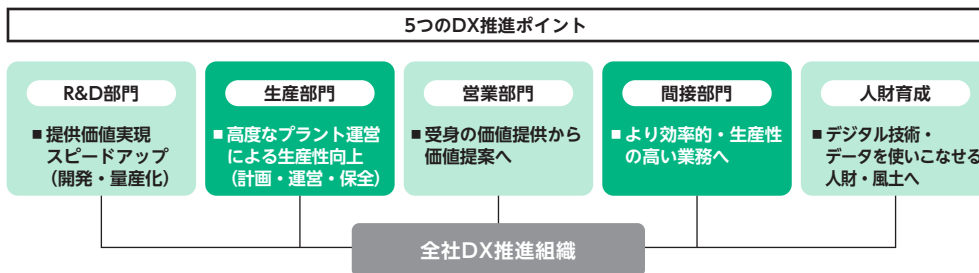 5つのDX推進ポイント
R&D部門
■提供価値実現
スピードアップ
（開発・量産化）
生産部門
■高度なプラント運営
による生産性向上
（計画・運営・保全）
営業部門
■受身の価値提供から
価値提案へ
間接部門
■より効率的・生産性
の高い業務へ
人財育成
■デジタル技術・
データを使いこなせる
人財・風土へ
全社DX推進組織